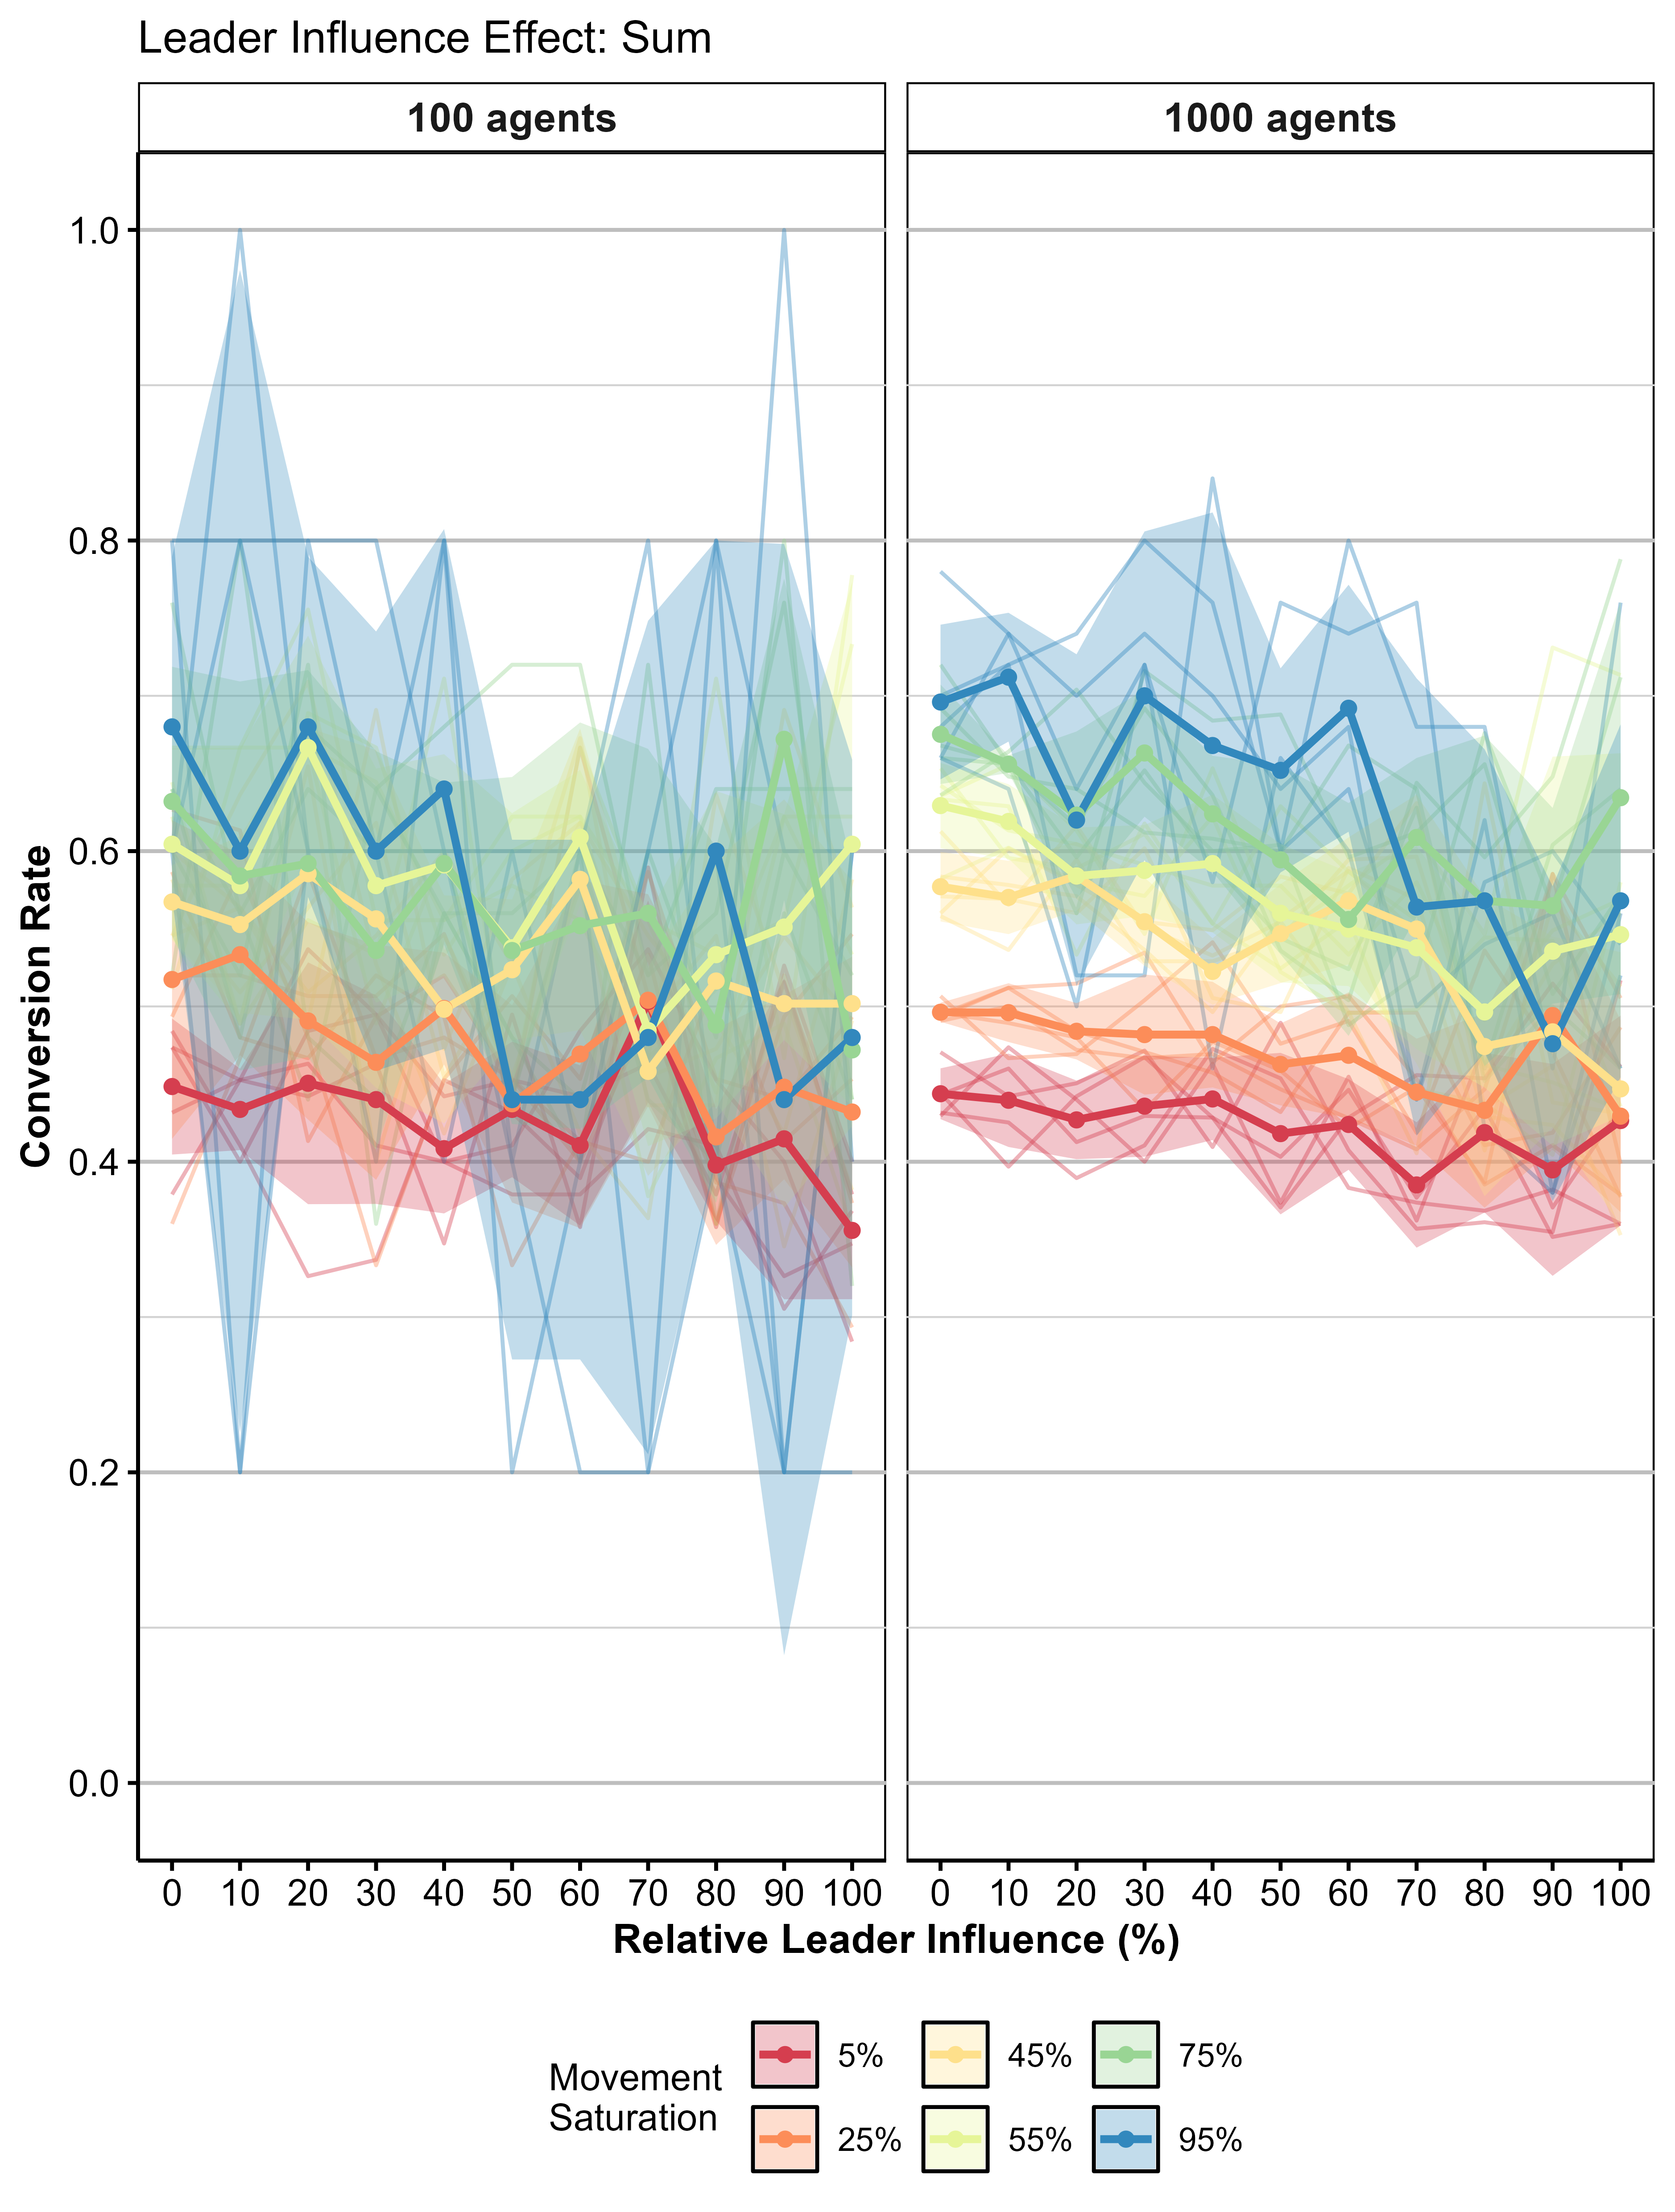 Leader Influence Effect: Sum
100 agents
1000 agents
Conversion Rate
1.0
0.8
0.6
0.4
0.2
0.0
0 10 20 30 40 50 60 70 80 90 100
0 10 20 30 40 50 60 70 80 90 100
Relative Leader Influence (%)
Movement
Saturation
5% 45% 75%
25% 55% 95%